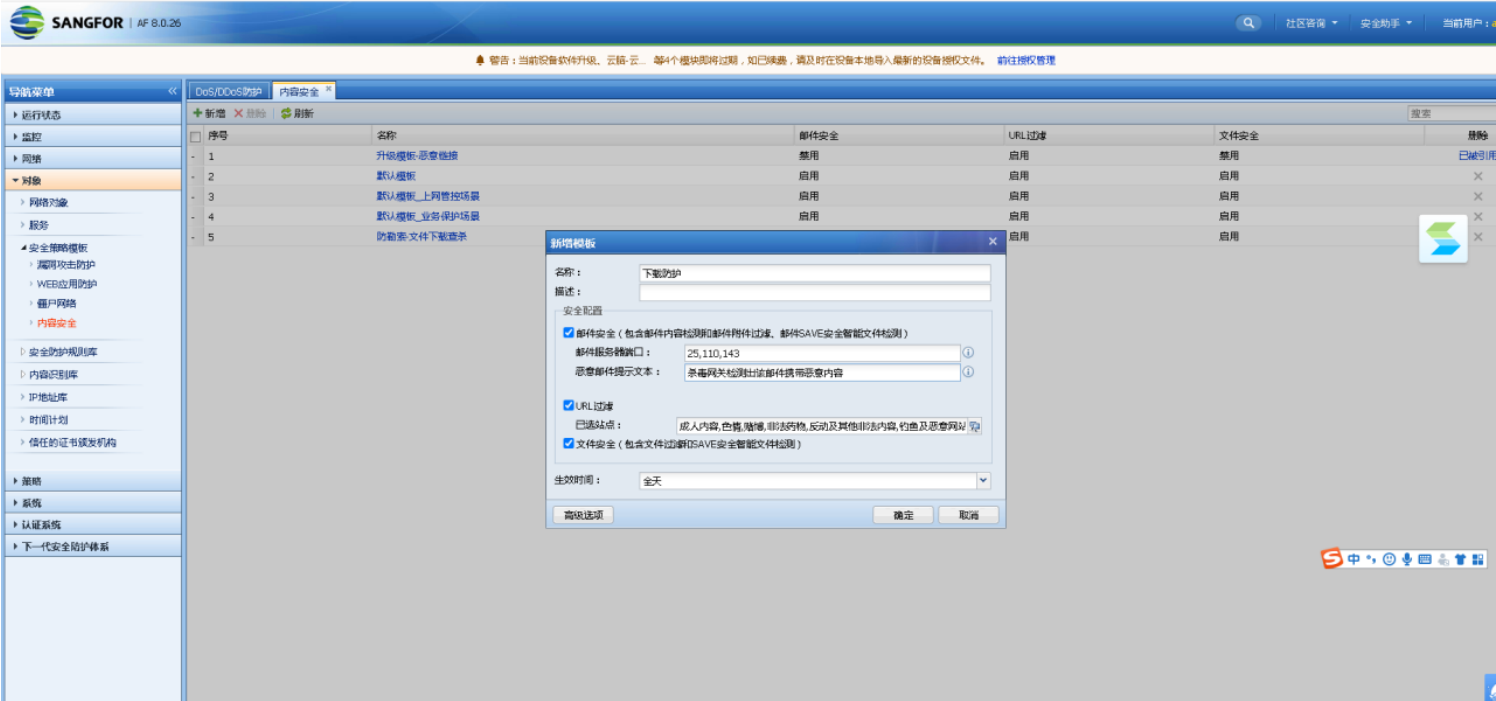 SANGFOR | AF 8.0.26
社区咨询 安全助手 当前用户：
警告：当前设备软件升级、云脑-云... 等4个模块即将过期，如已续费，请及时在设备本地导入最新的设备授权文件。 前往授权管理
导航菜单 «
DoS/DDoS防护 内容安全 ×
运行状态
新增 删除 刷新 搜索
监控
序号 名称 邮件安全 URL过滤 文件安全 删除
网络
- 1 升级模板-恶意链接 禁用 启用 禁用 已被引用
对象
- 2 默认模板 启用 启用 启用
网络对象
- 3 默认模板_上网管控场景 启用 启用 启用
服务
- 4 默认模板_业务保护场景 启用 启用 启用
安全策略模板
- 5 防勒索-文件下载查杀 启用 启用
漏洞攻击防护
WEB应用防护
僵尸网络
内容安全
安全防护规则库
内容识别库
IP地址库
时间计划
信任的证书颁发机构
策略
系统
认证系统
下一代安全防护体系
新增模板 ×
名称： 下载防护
描述：
安全配置
邮件安全（包含邮件内容检测和邮件附件过滤、邮件SAVE安全智能文件检测）
邮件服务器端口： 25,110,143
恶意邮件提示文本： 杀毒网关检测出该邮件携带恶意内容
URL过滤
已选站点： 成人内容,色情,赌博,非法药物,反动及其他非法内容,钓鱼及恶意网站
文件安全（包含文件过滤和SAVE安全智能文件检测）
生效时间： 全天
高级选项 确定 取消
中